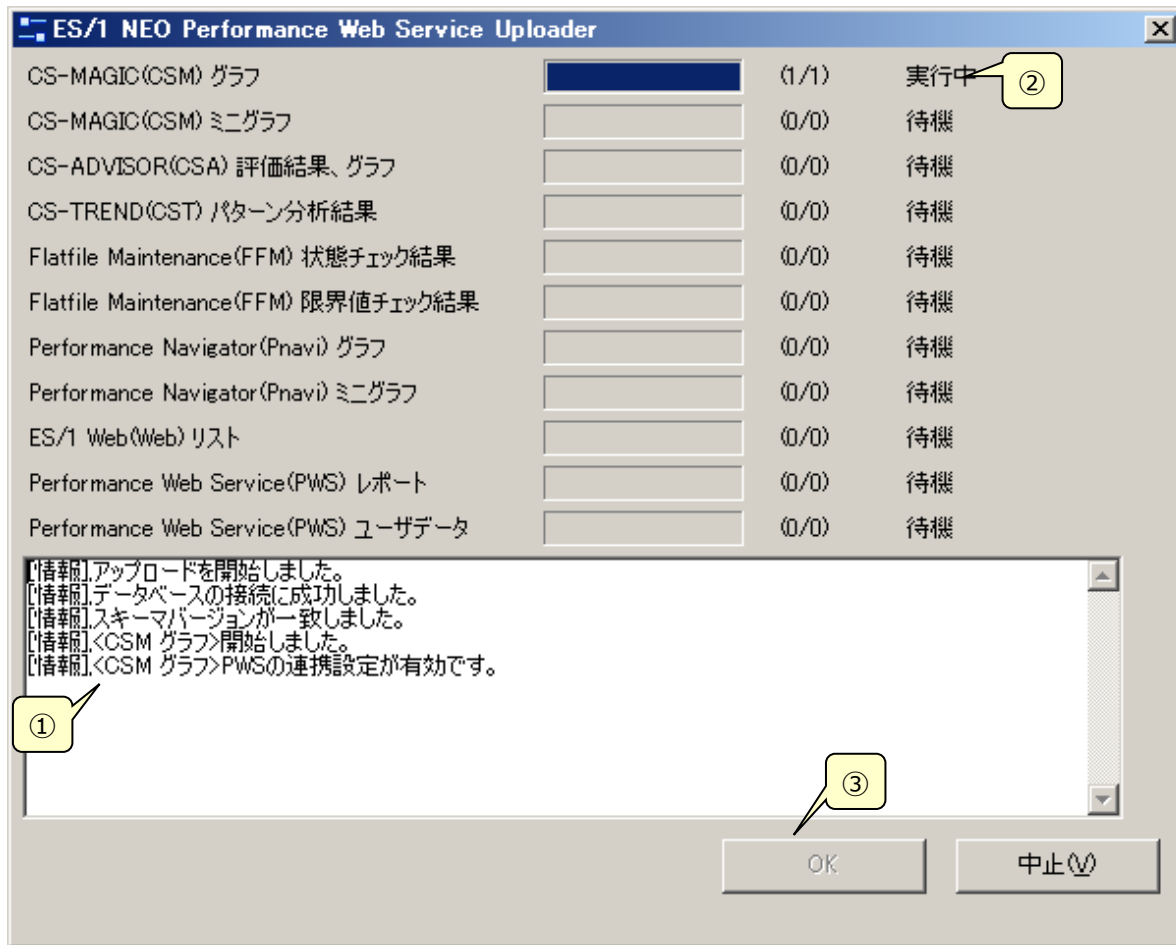 ES/1 NEO Performance Web Service Uploader
CS-MAGIC(CSM) グラフ (1/1) 実行中 ②
CS-MAGIC(CSM) ミニグラフ (0/0) 待機
CS-ADVISOR(CSA) 評価結果、グラフ (0/0) 待機
CS-TREND(CST) パターン分析結果 (0/0) 待機
Flatfile Maintenance(FFM) 状態チェック結果 (0/0) 待機
Flatfile Maintenance(FFM) 限界値チェック結果 (0/0) 待機
Performance Navigator(Pnavi) グラフ (0/0) 待機
Performance Navigator(Pnavi) ミニグラフ (0/0) 待機
ES/1 Web(Web) リスト (0/0) 待機
Performance Web Service(PWS) レポート (0/0) 待機
Performance Web Service(PWS) ユーザデータ (0/0) 待機
[情報],アップロードを開始しました。
[情報],データベースの接続に成功しました。
[情報],スキーマバージョンが一致しました。
[情報],<CSM グラフ>開始しました。
[情報],<CSM グラフ>PWSの連携設定が有効です。
①
③
OK 中止(V)